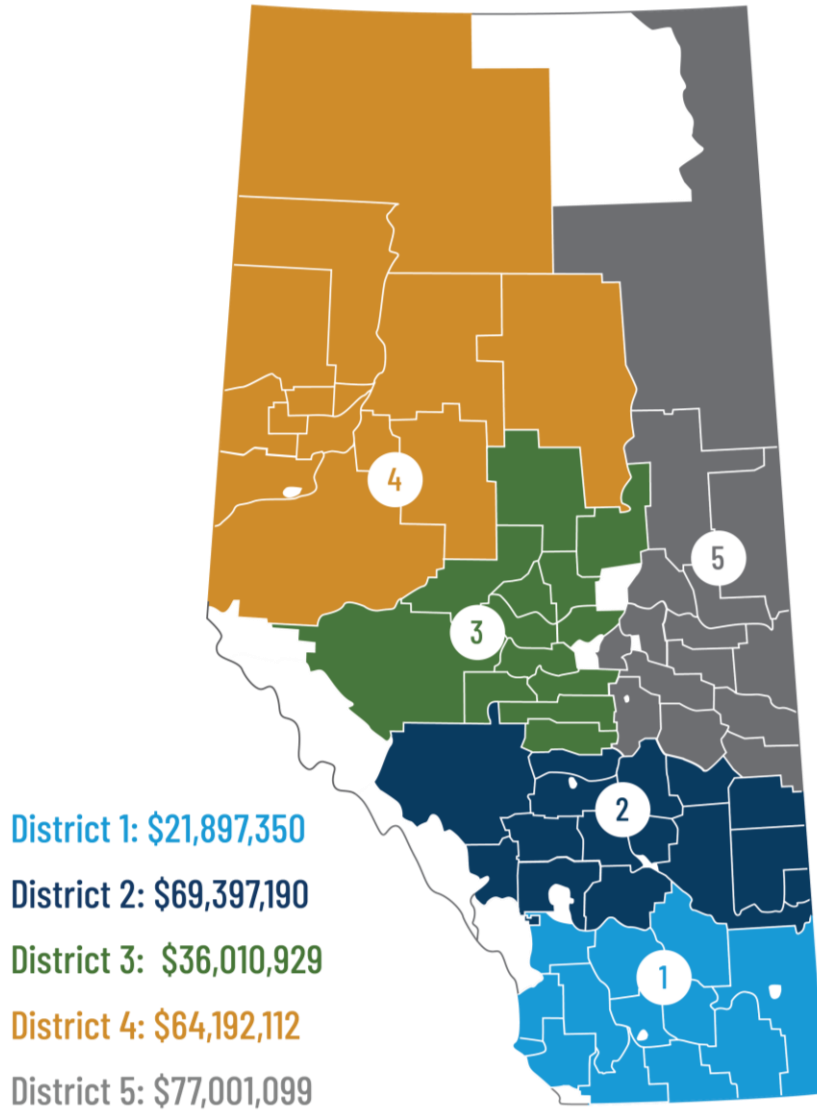 4
5
3
2
1
District 1: $21,897,350
District 2: $69,397,190
District 3: $36,010,929
District 4: $64,192,112
District 5: $77,001,099